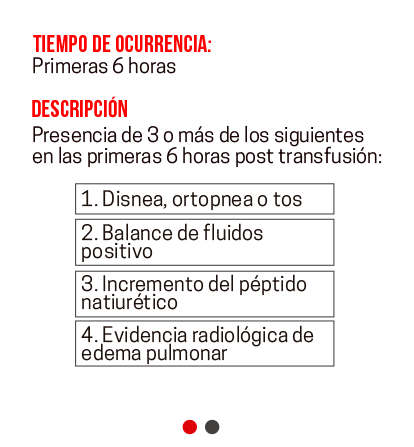 TIEMPO DE OCURRENCIA:
Primeras 6 horas
DESCRIPCIÓN
Presencia de 3 o más de los siguientes
en las primeras 6 horas post transfusión:
1. Disnea, ortopnea o tos
2. Balance de fluidos
positivo
3. Incremento del péptido
natiurético
4. Evidencia radiológica de
edema pulmonar